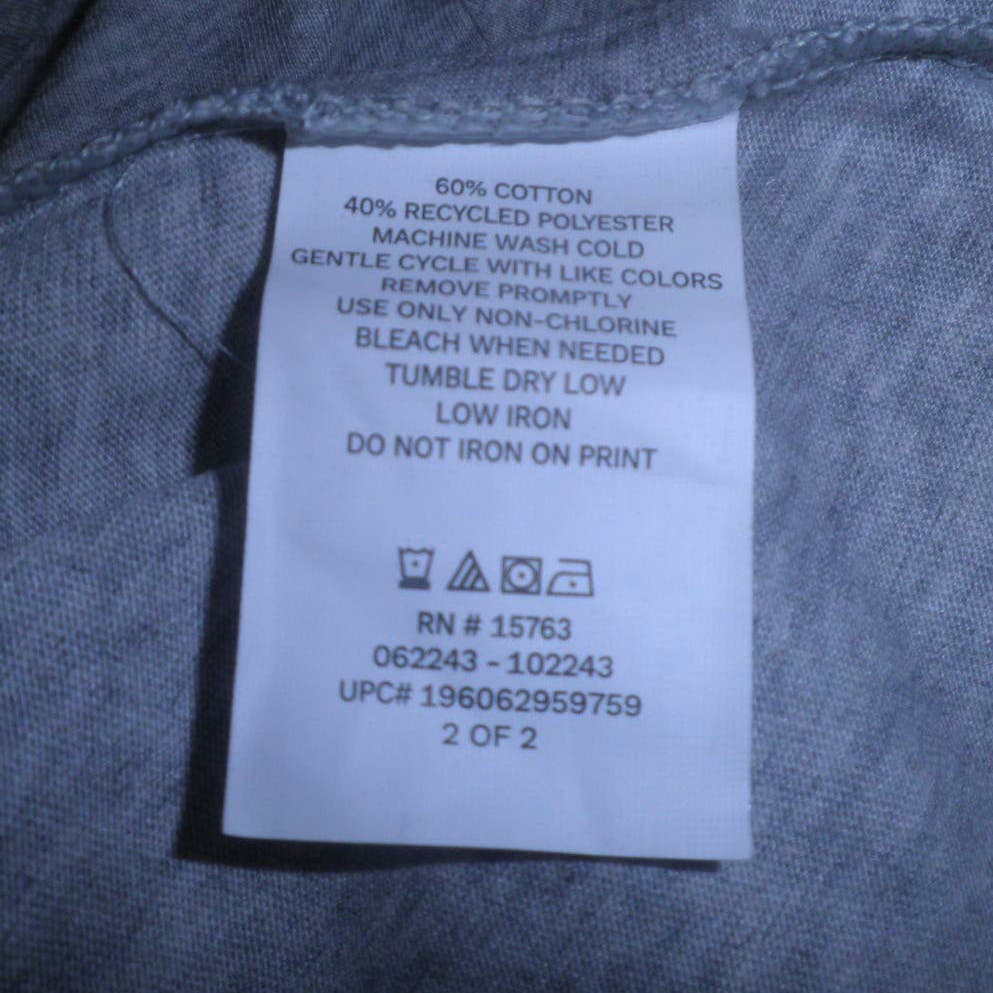 60% COTTON
40% RECYCLED POLYESTER
MACHINE WASH COLD
GENTLE CYCLE WITH LIKE COLORS
REMOVE PROMPTLY
USE ONLY NON-CHLORINE
BLEACH WHEN NEEDED
TUMBLE DRY LOW
LOW IRON
DO NOT IRON ON PRINT
RN # 15763
062243 - 102243
UPC# 196062959759
2 OF 2